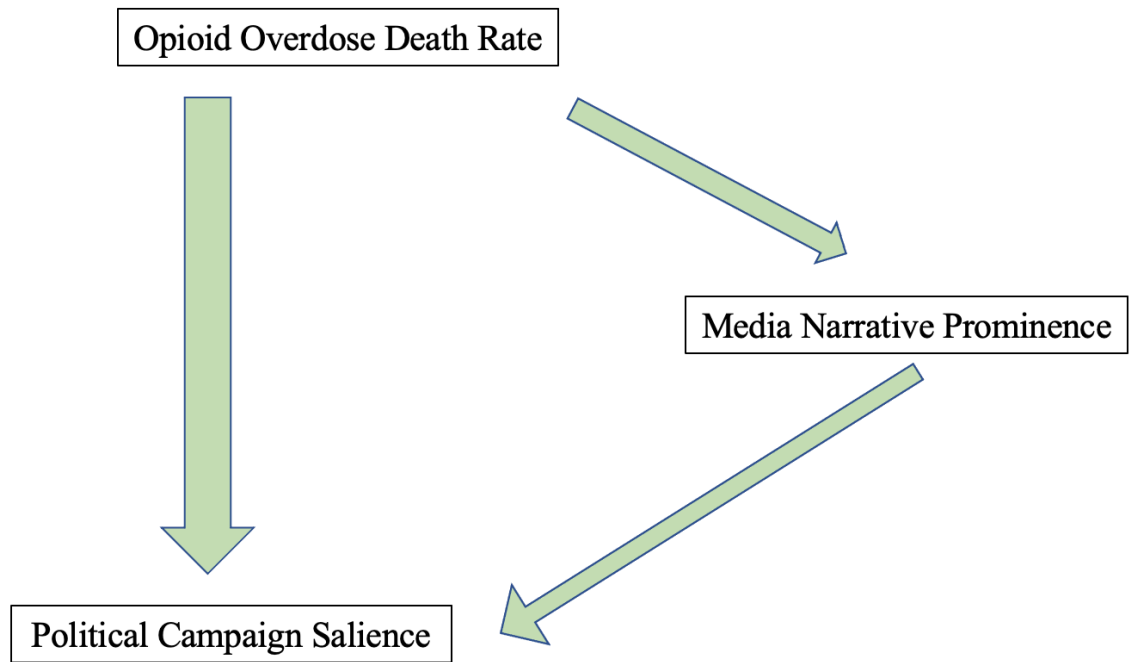 Opioid Overdose Death Rate
Media Narrative Prominence
Political Campaign Salience